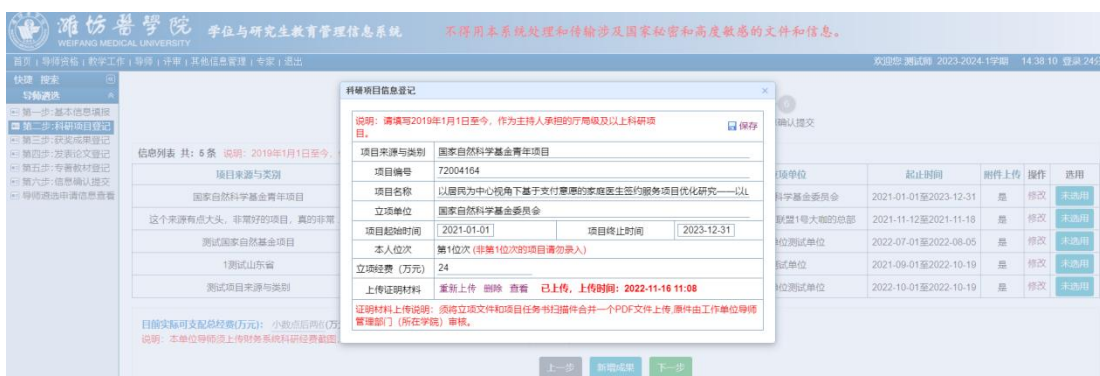 潍坊医学院
WEIFANG MEDICAL UNIVERSITY
学位与研究生教育管理信息系统
不得用本系统处理和传输涉及国家秘密和高度敏感的文件和信息。
首页 | 导师资格 | 教学工作 | 导师 | 评审 | 其他信息管理 | 专家 | 退出
欢迎您:测试师 2023-2024-1学期 14:38:10 登录:24分
快捷 搜索
导师遴选
第一步:基本信息填报
第二步:科研项目登记
第三步:获奖成果登记
第四步:发表论文登记
第五步:专著教材登记
第六步:信息确认提交
导师遴选申请信息查看
确认提交
信息列表 共: 5 条 说明: 2019年1月1日至今,
项目来源与类别
项单位
起止时间
附件上传
操作
选用
国家自然科学基金青年项目
科学基金委员会
2021-01-01至2023-12-31
是
修改
未选用
这个来源有点大头,非常好的项目,真的非常
联盟1号大咖的总部
2021-11-12至2021-11-18
是
修改
未选用
测试国家自然基金项目
单位测试单位
2022-07-01至2022-08-05
是
修改
未选用
1测试山东省
测试单位
2021-09-01至2022-10-19
是
修改
未选用
测试项目来源与类别
单位测试单位
2022-10-01至2022-10-19
是
修改
未选用
目前实际可支配总经费(万元): 小数点后两位(万
说明: 本单位导师须上传财务系统科研经费截图
上一步
新增成果
下一步
科研项目信息登记
×
说明: 请填写2019年1月1日至今,作为主持人承担的厅局级及以上科研项
目。
保存
项目来源与类别 国家自然科学基金青年项目
项目编号 72004164
项目名称 以居民为中心视角下基于支付意愿的家庭医生签约服务项目优化研究——以
立项单位 国家自然科学基金委员会
项目起始时间 2021-01-01 项目终止时间 2023-12-31
本人位次 第1位次 (非第1位次的项目请勿录入)
立项经费(万元) 24
上传证明材料 重新上传 删除 查看 已上传,上传时间: 2022-11-16 11:08
证明材料上传说明: 须将立项文件和项目任务书扫描件合并一个PDF文件上传,原件由工作单位导师
管理部门(所在学院)审核。